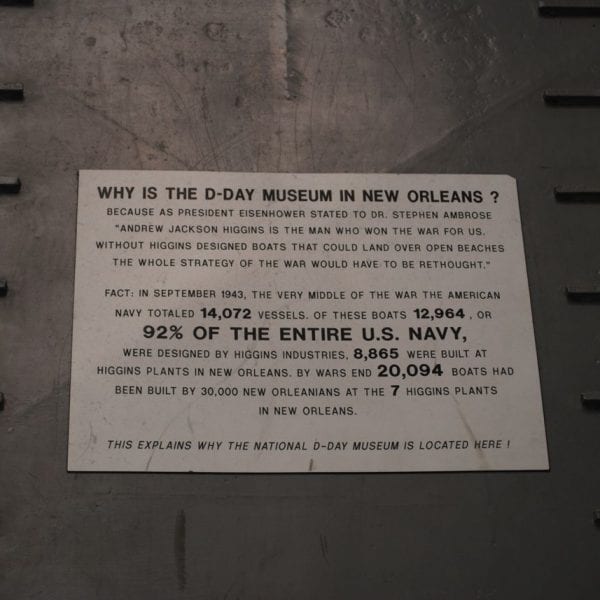 WHY IS THE D-DAY MUSEUM IN NEW ORLEANS ?
BECAUSE AS PRESIDENT EISENHOWER STATED TO DR. STEPHEN AMBROSE
"ANDREW JACKSON HIGGINS IS THE MAN WHO WON THE WAR FOR US.
WITHOUT HIGGINS DESIGNED BOATS THAT COULD LAND OVER OPEN BEACHES
THE WHOLE STRATEGY OF THE WAR WOULD HAVE TO BE RETHOUGHT."
FACT: IN SEPTEMBER 1943, THE VERY MIDDLE OF THE WAR THE AMERICAN
NAVY TOTALED 14,072 VESSELS. OF THESE BOATS 12,964 , OR
92% OF THE ENTIRE U.S. NAVY,
WERE DESIGNED BY HIGGINS INDUSTRIES, 8,865 WERE BUILT AT
HIGGINS PLANTS IN NEW ORLEANS. BY WARS END 20,094 BOATS HAD
BEEN BUILT BY 30,000 NEW ORLEANIANS AT THE 7 HIGGINS PLANTS
IN NEW ORLEANS.
THIS EXPLAINS WHY THE NATIONAL D-DAY MUSEUM IS LOCATED HERE !